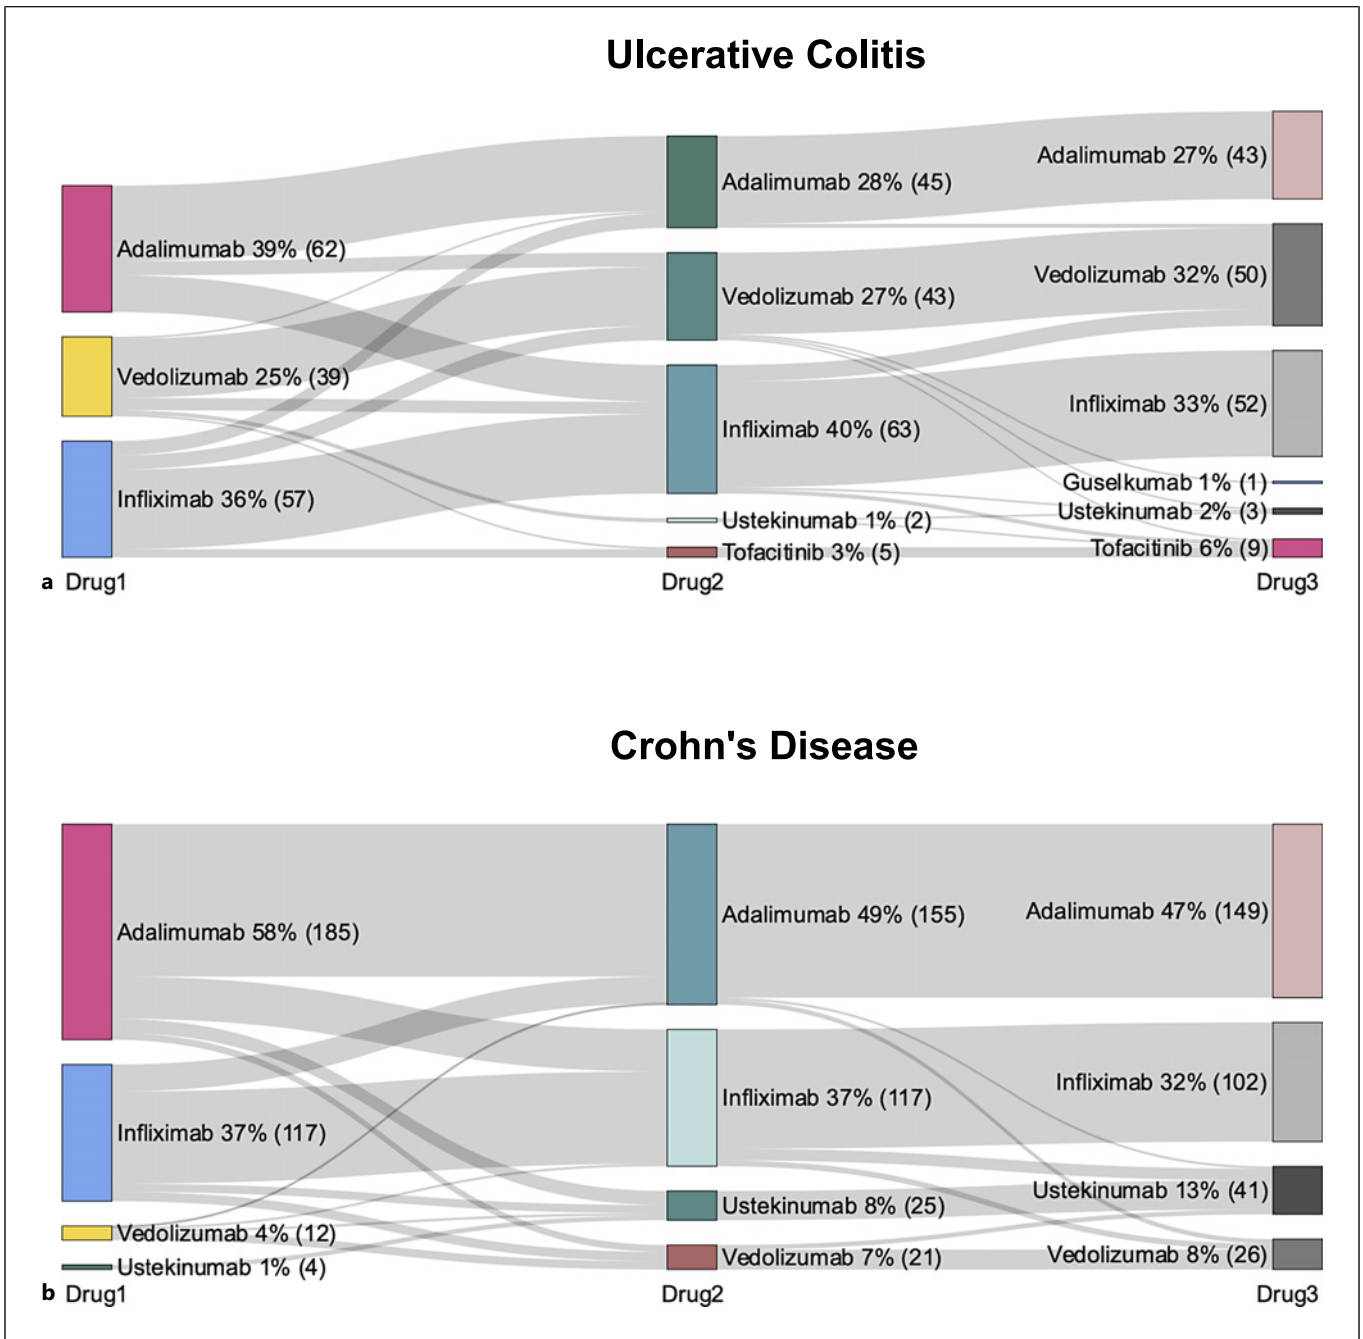 Ulcerative Colitis
Adalimumab 39% (62)
Vedolizumab 25% (39)
Infliximab 36% (57)
Adalimumab 28% (45)
Vedolizumab 27% (43)
Infliximab 40% (63)
Ustekinumab 1% (2)
Tofacitinib 3% (5)
Adalimumab 27% (43)
Vedolizumab 32% (50)
Infliximab 33% (52)
Guselkumab 1% (1)
Ustekinumab 2% (3)
Tofacitinib 6% (9)
a Drug1 Drug2 Drug3
Crohn's Disease
Adalimumab 58% (185)
Infliximab 37% (117)
Vedolizumab 4% (12)
Ustekinumab 1% (4)
Adalimumab 49% (155)
Infliximab 37% (117)
Ustekinumab 8% (25)
Vedolizumab 7% (21)
Adalimumab 47% (149)
Infliximab 32% (102)
Ustekinumab 13% (41)
Vedolizumab 8% (26)
b Drug1 Drug2 Drug3